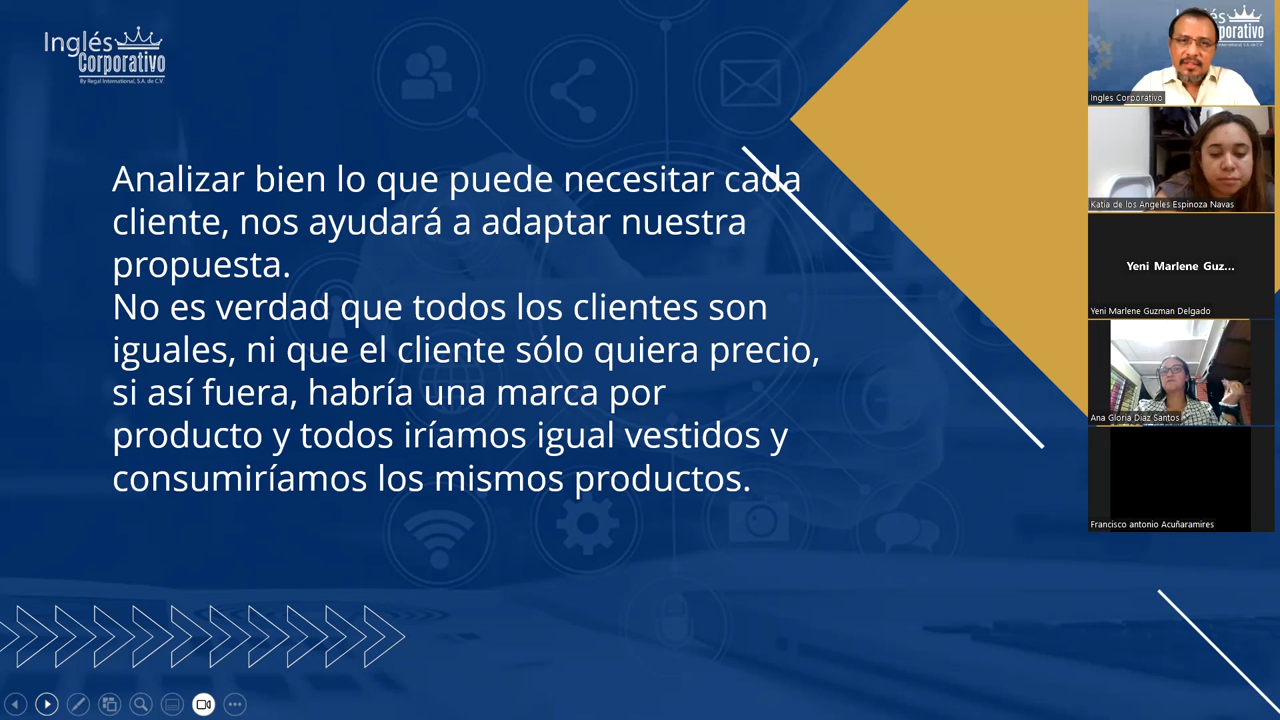 Inglés
Corporativo
By Regal International, S.A. de C.V.
Analizar bien lo que puede necesitar cada
cliente, nos ayudará a adaptar nuestra
propuesta.
No es verdad que todos los clientes son
iguales, ni que el cliente sólo quiera precio,
si así fuera, habría una marca por
producto y todos iríamos igual vestidos y
consumiríamos los mismos productos.
Ingles Corporativo
Katia de los Angeles Espinoza Navas
Yeni Marlene Guz...
Yeni Marlene Guzman Delgado
Ana Gloria Diaz Santos
Francisco antonio Acuñaramires